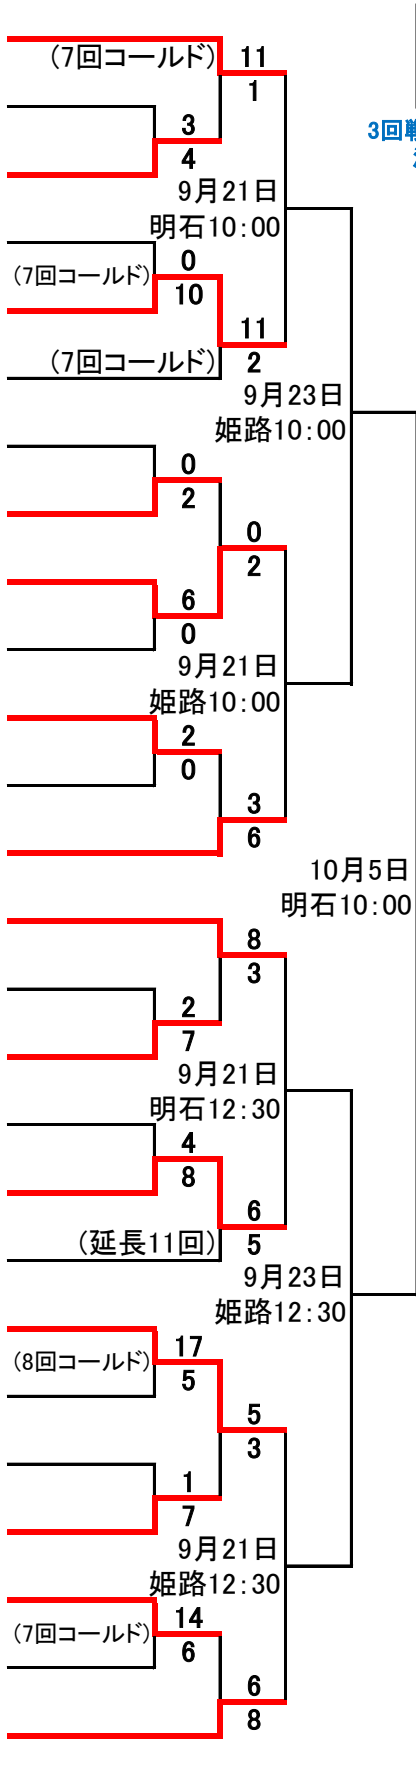 (7回コールド) 11
1
3
4
3回戦
9月21日
明石10:00
0
(7回コールド)
10
11
(7回コールド) 2
9月23日
姫路10:00
0
2
0
2
6
0
9月21日
姫路10:00
2
0
3
6
10月5日
明石10:00
8
3
2
7
9月21日
明石12:30
4
8
6
(延長11回) 5
9月23日
姫路12:30
17
(8回コールド)
5
5
3
1
7
9月21日
姫路12:30
14
(7回コールド)
6
6
8